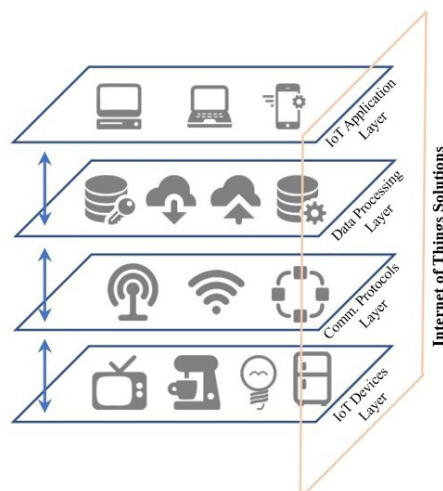 IoT Application
Layer
Data Processing
Layer
Comm. Protocols
Layer
IoT Devices
Layer
Internet of Things Solutions